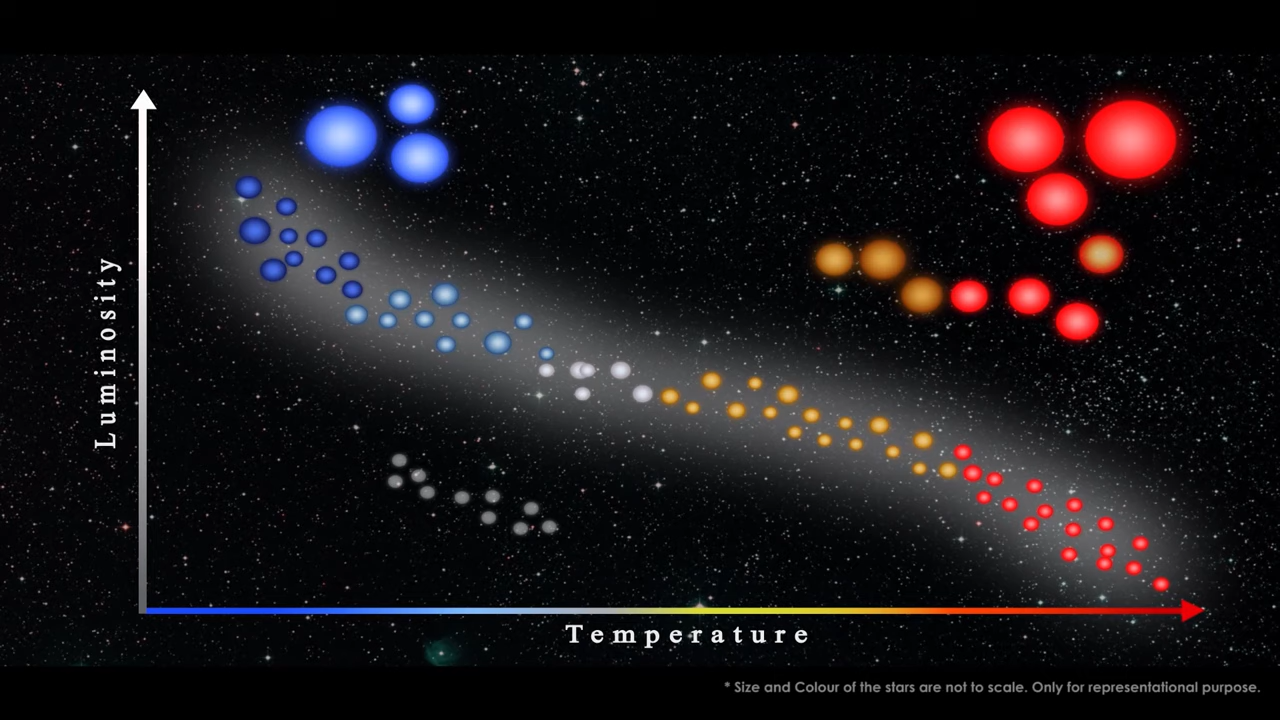 Luminosity
Temperature
* Size and Colour of the stars are not to scale. Only for representational purpose.